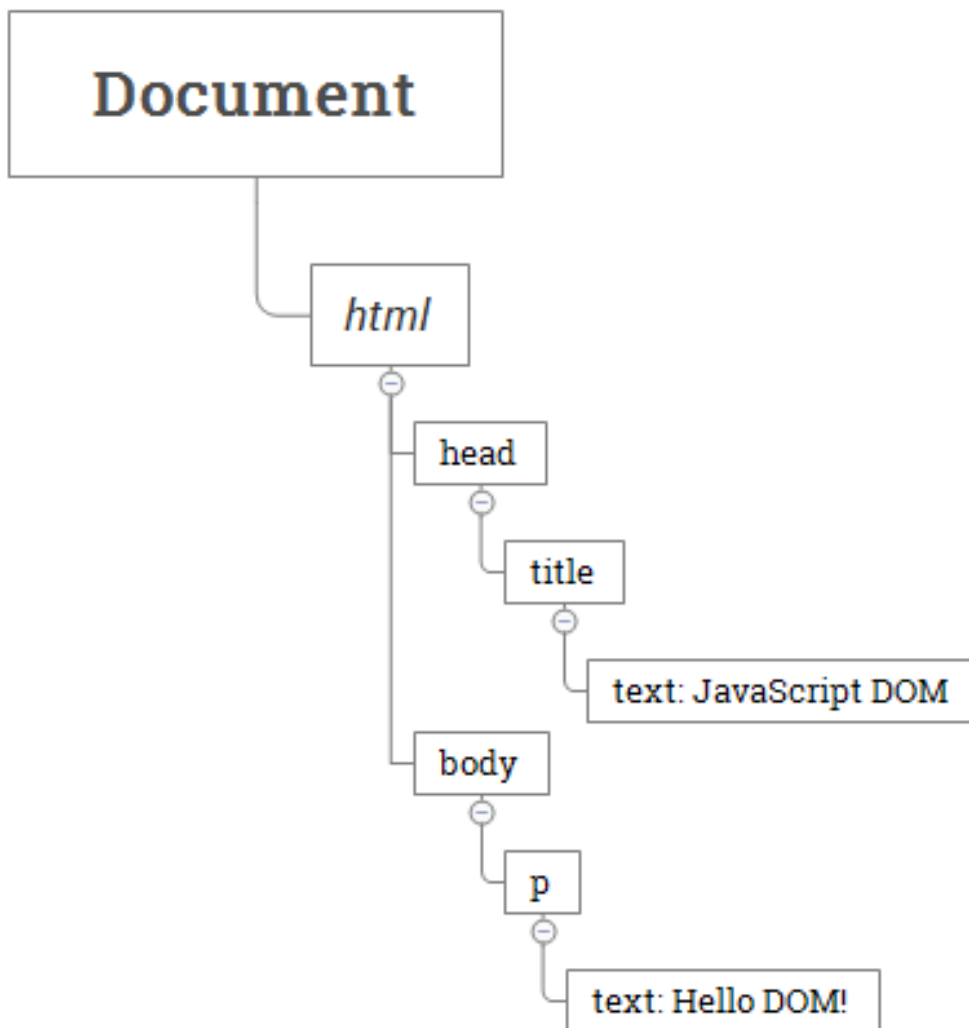 Document
html
head
title
text: JavaScript DOM
body
p
text: Hello DOM!